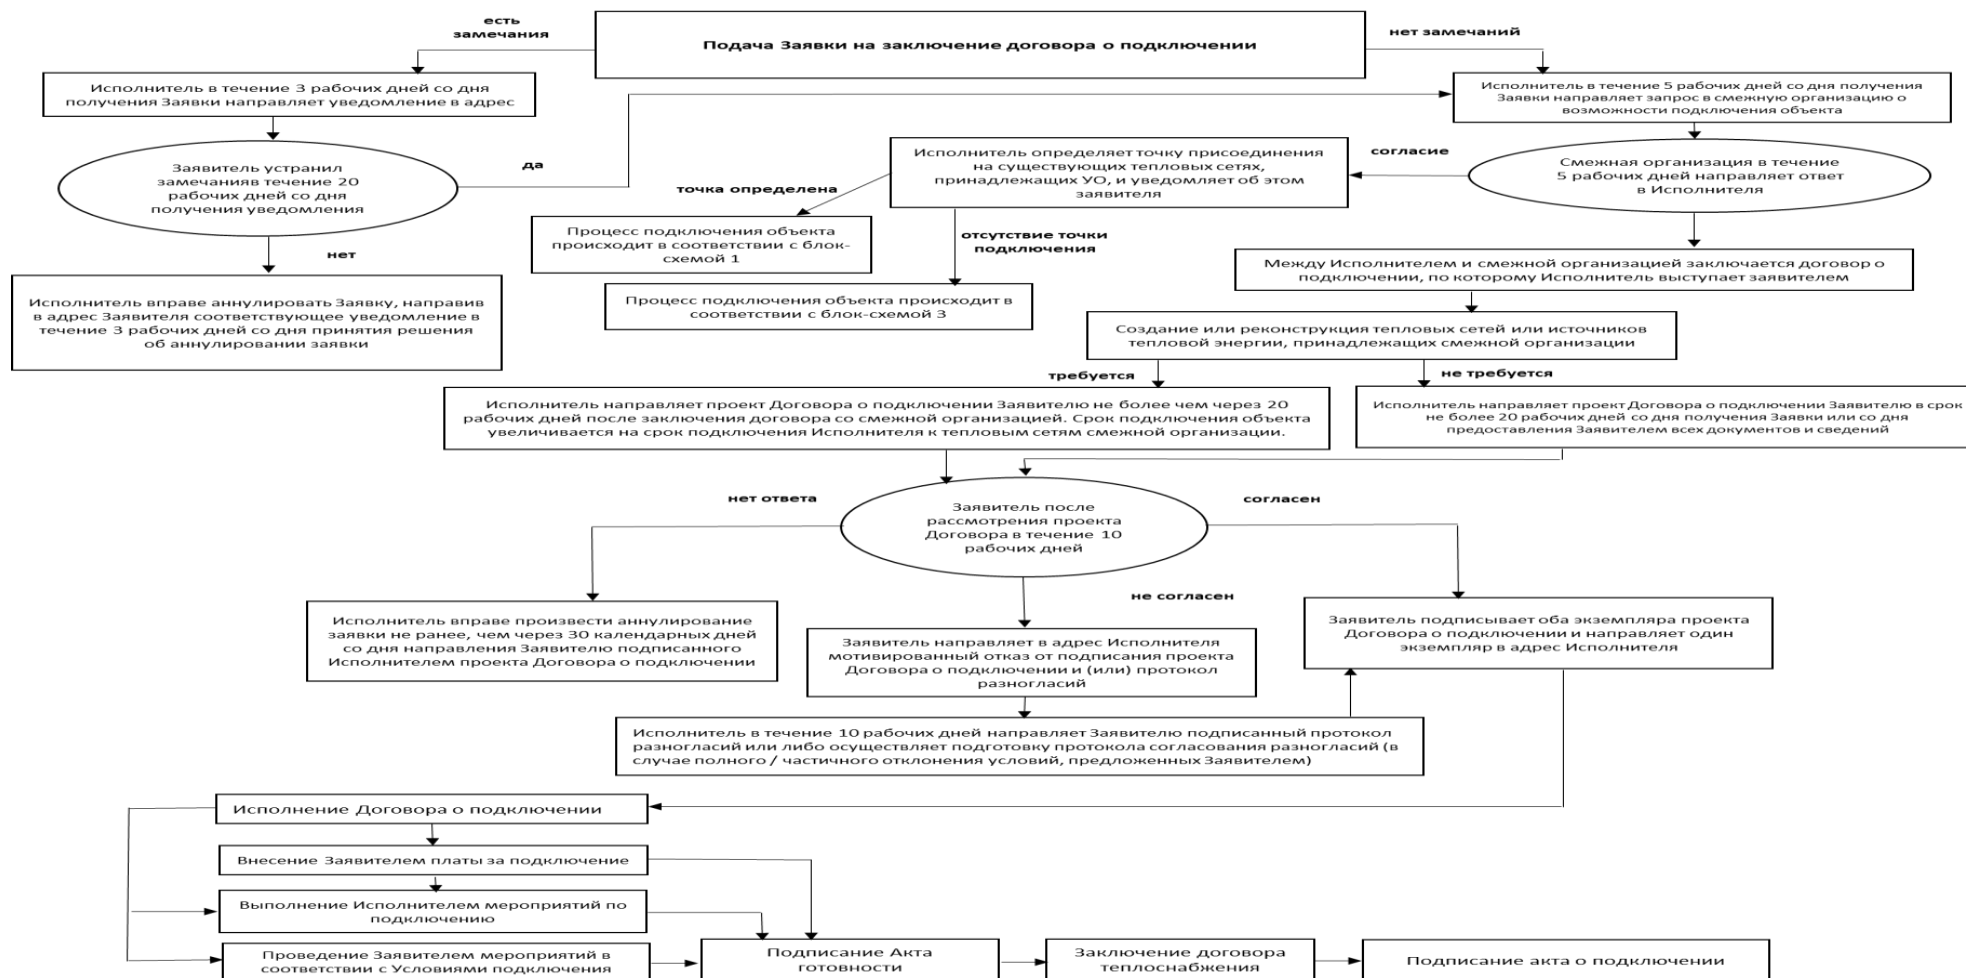 есть
замечания
Подача Заявки на заключение договора о подключении
нет замечаний
Исполнитель в течение 3 рабочих дней со дня
получения Заявки направляет уведомление в адрес
Исполнитель в течение 5 рабочих дней со дня получения
Заявки направляет запрос в смежную организацию о
возможности подключения объекта
Заявитель устранил
замечанияв течение 20
рабочих дней со дня
получения уведомления
да
точка определена
Исполнитель определяет точку присоединения
на существующих тепловых сетях,
принадлежащих УО, и уведомляет об этом
заявителя
согласие
Смежная организация в течение
5 рабочих дней направляет ответ
в Исполнителя
нет
Процесс подключения объекта
происходит в соответствии с блок-
схемой 1
отсутствие точки
подключения
Между Исполнителем и смежной организацией заключается договор о
подключении, по которому Исполнитель выступает заявителем
Исполнитель вправе аннулировать Заявку, направив
в адрес Заявителя соответствующее уведомление в
течение 3 рабочих дней со дня принятия решения
об аннулировании заявки
Процесс подключения объекта происходит в
соответствии с блок-схемой 3
Создание или реконструкция тепловых сетей или источников
тепловой энергии, принадлежащих смежной организации
требуется
не требуется
Исполнитель направляет проект Договора о подключении Заявителю не более чем через 20
рабочих дней после заключения договора со смежной организацией. Срок подключения объекта
увеличивается на срок подключения Исполнителя к тепловым сетям смежной организации.
Исполнитель направляет проект Договора о подключении Заявителю в срок
не более 20 рабочих дней со дня получения Заявки или со дня
предоставления Заявителем всех документов и сведений
нет ответа
Заявитель после
рассмотрения проекта
Договора в течение 10
рабочих дней
согласен
не согласен
Исполнитель вправе произвести аннулирование
заявки не ранее, чем через 30 календарных дней
со дня направления Заявителю подписанного
Исполнителем проекта Договора о подключении
Заявитель направляет в адрес Исполнителя
мотивированный отказ от подписания проекта
Договора о подключении и (или) протокол
разногласий
Заявитель подписывает оба экземпляра проекта
Договора о подключении и направляет один
экземпляр в адрес Исполнителя
Исполнитель в течение 10 рабочих дней направляет Заявителю подписанный протокол
разногласий или либо осуществляет подготовку протокола согласования разногласий (в
случае полного / частичного отклонения условий, предложенных Заявителем)
Исполнение Договора о подключении
Внесение Заявителем платы за подключение
Выполнение Исполнителем мероприятий по
подключению
Проведение Заявителем мероприятий в
соответствии с Условиями подключения
Подписание Акта
готовности
Заключение договора
теплоснабжения
Подписание акта о подключении